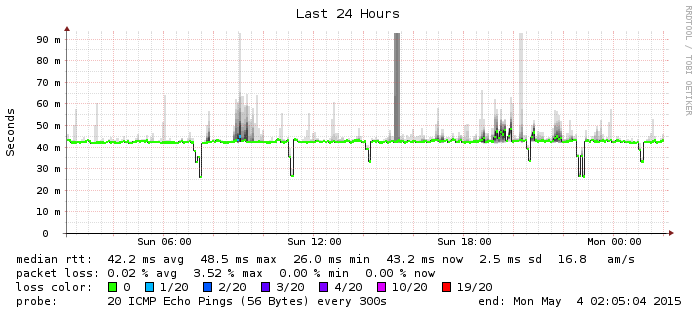 Last 24 Hours
RRDTOOL / TOBI OETIKER
Seconds
90 m
80 m
70 m
60 m
50 m
40 m
30 m
20 m
10 m
0
Sun 06:00 Sun 12:00 Sun 18:00 Mon 00:00
median rtt: 42.2 ms avg 48.5 ms max 26.0 ms min 43.2 ms now 2.5 ms sd 16.8 am/s
packet loss: 0.02 % avg 3.52 % max 0.00 % min 0.00 % now
loss color: 0 1/20 2/20 3/20 4/20 10/20 19/20
probe: 20 ICMP Echo Pings (56 Bytes) every 300s end: Mon May 4 02:05:04 2015